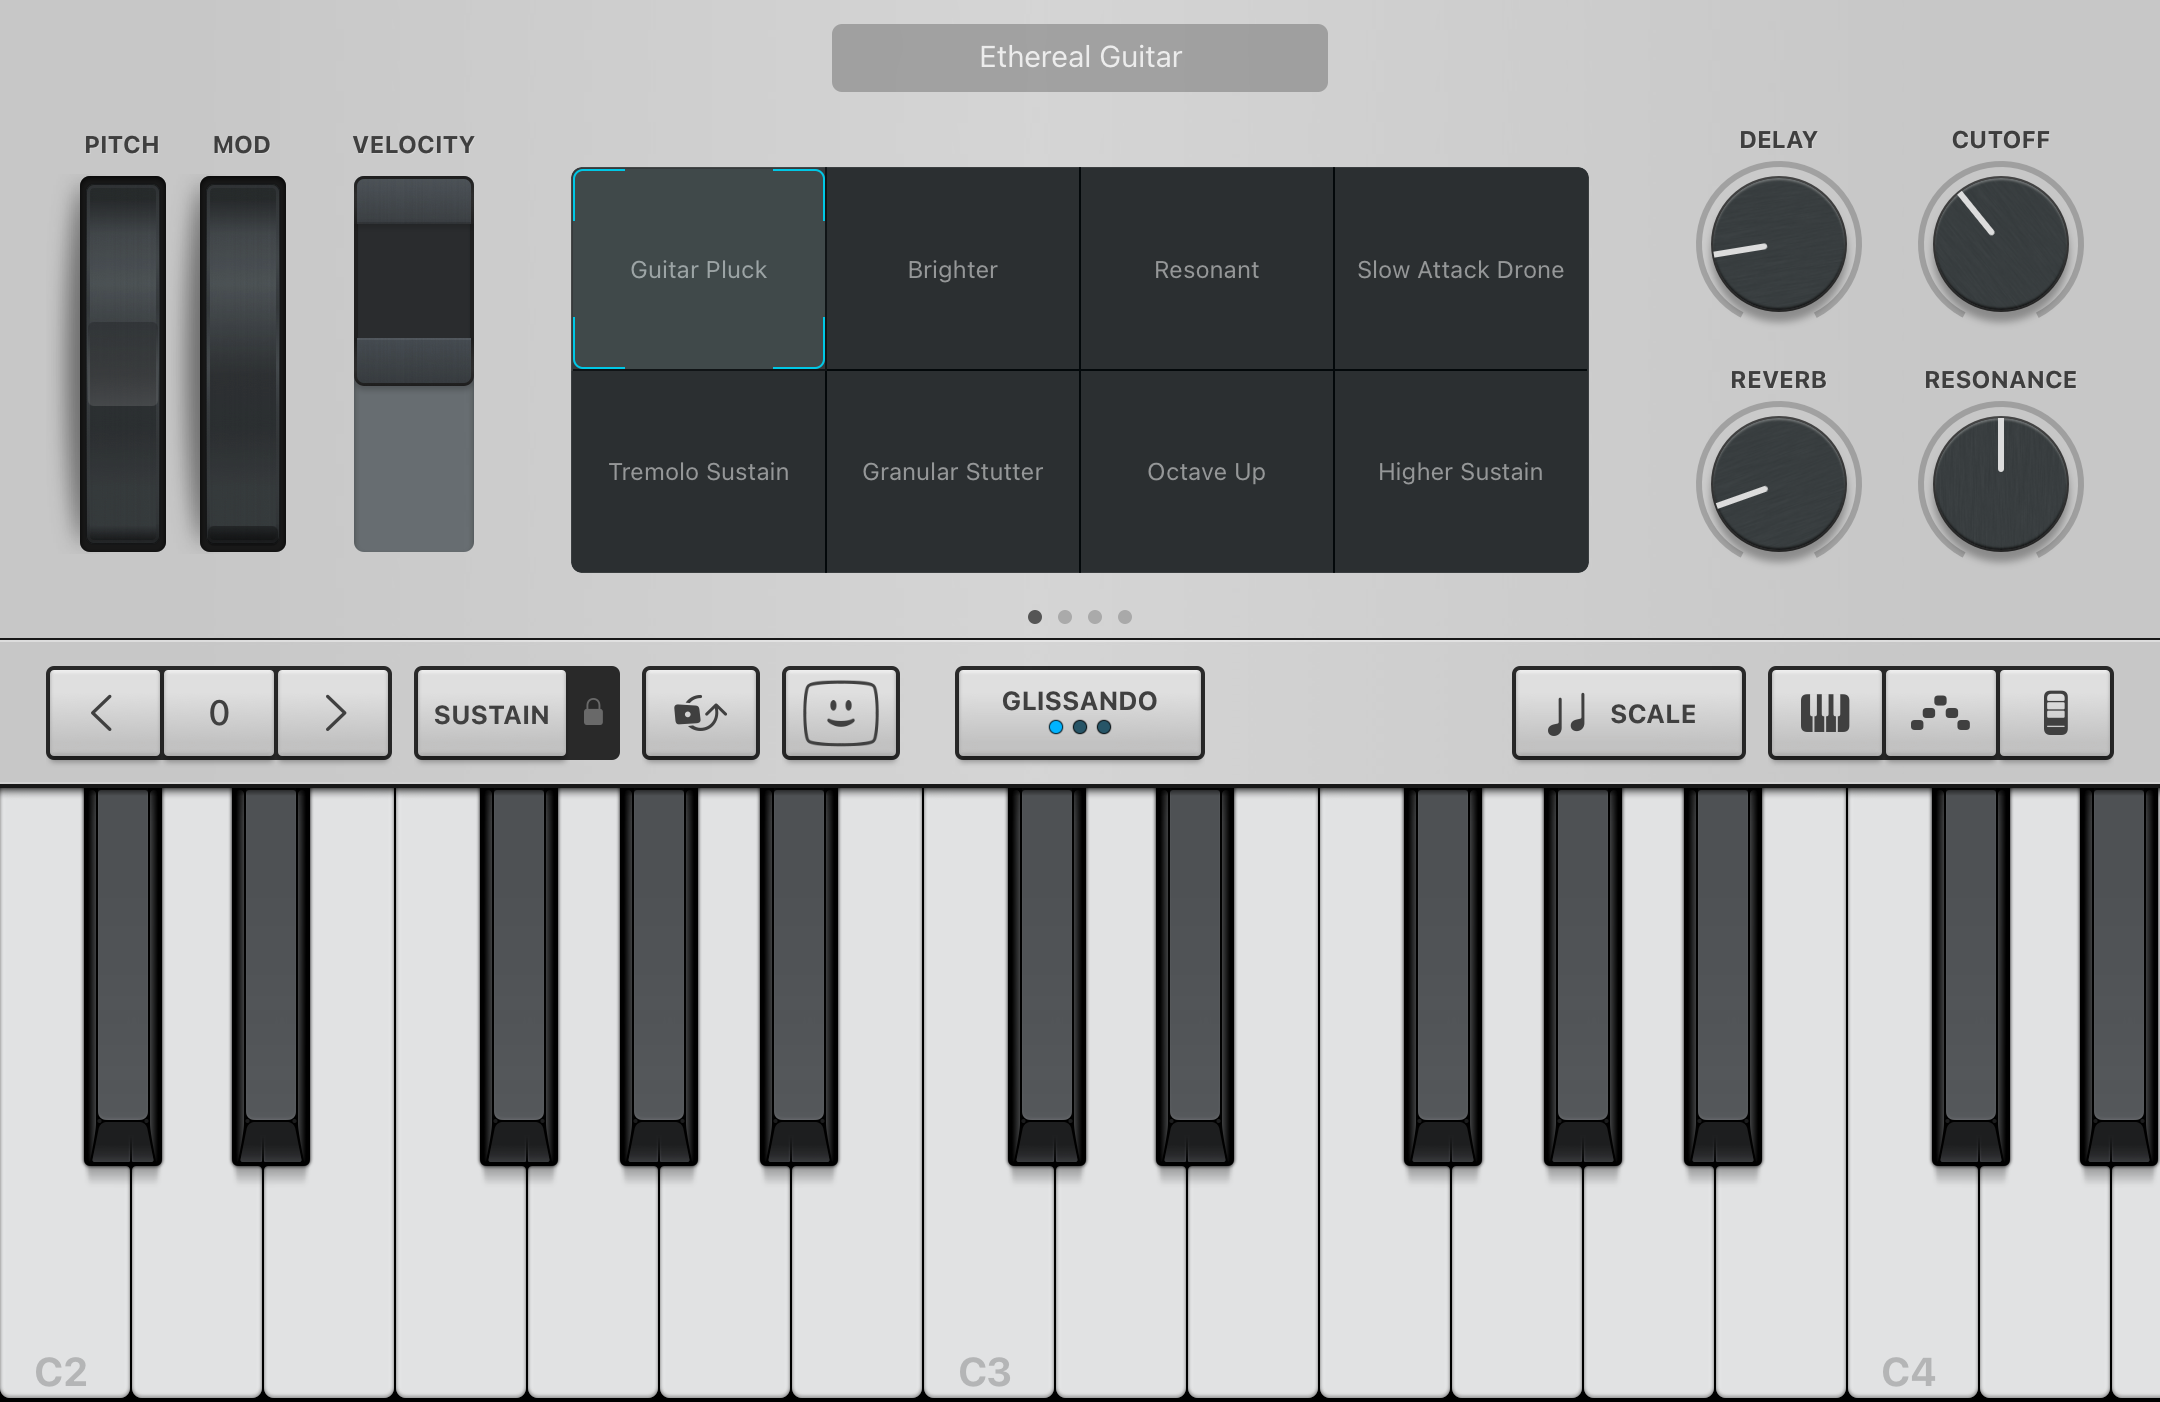 Ethereal Guitar
PITCH MOD VELOCITY
DELAY CUTOFF
Guitar Pluck Brighter Resonant Slow Attack Drone
REVERB RESONANCE
Tremolo Sustain Granular Stutter Octave Up Higher Sustain
0 SUSTAIN GLISSANDO SCALE
C2 C3 C4